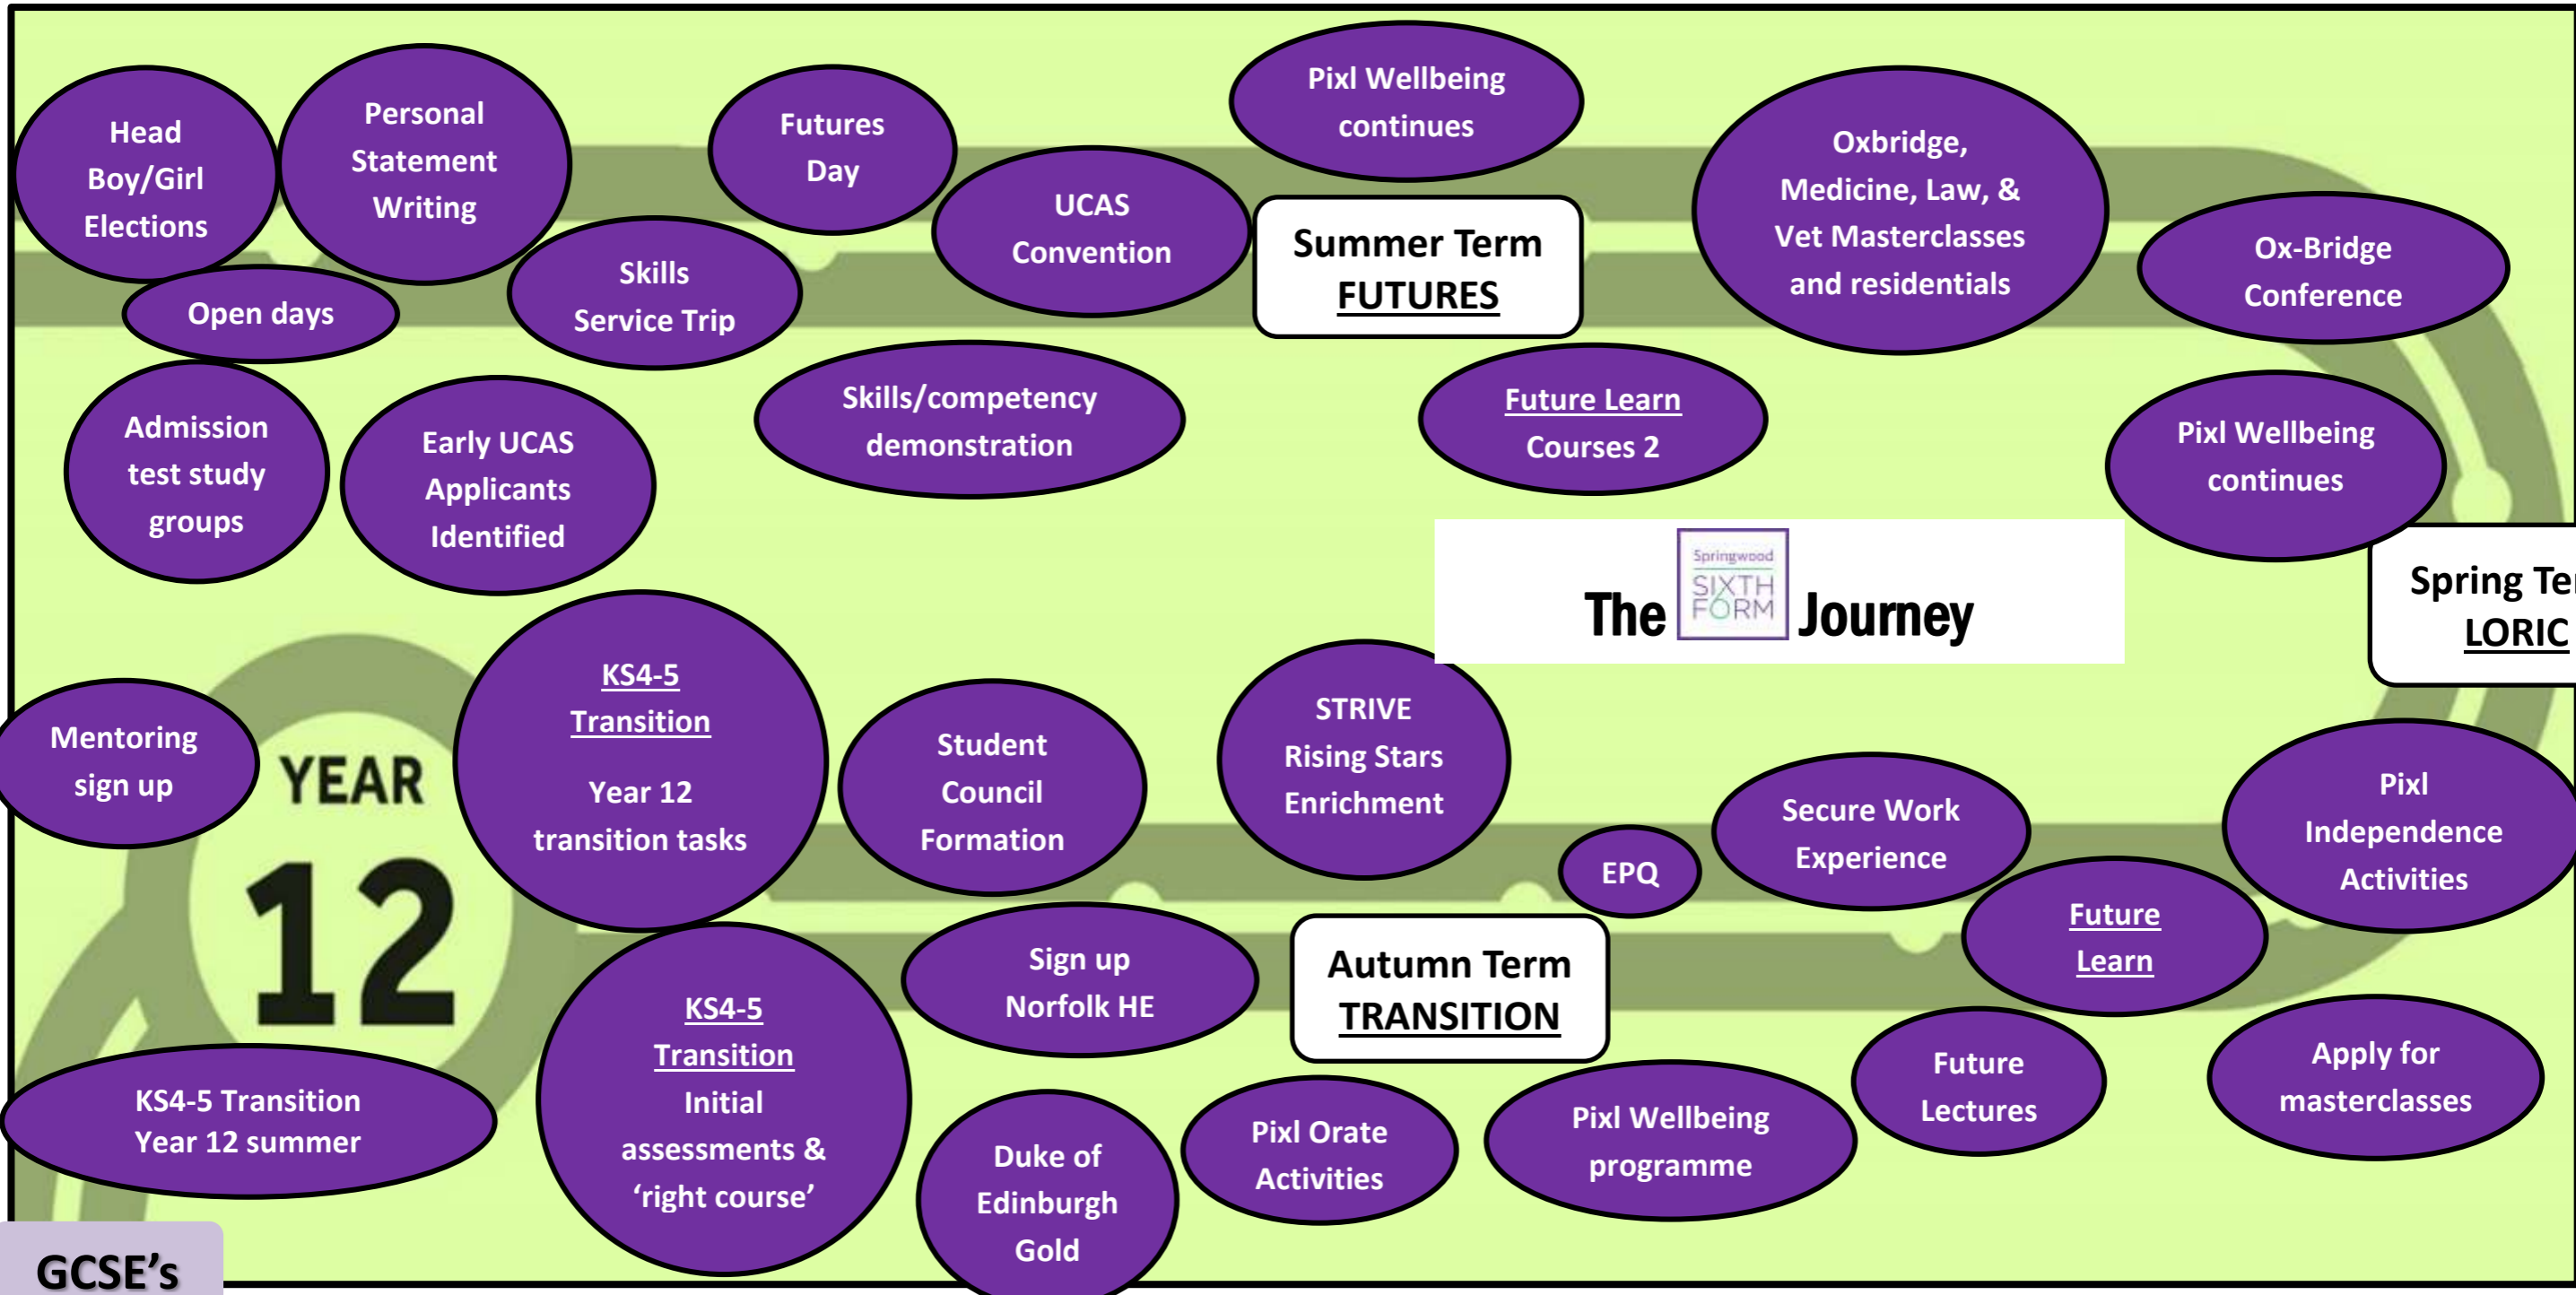 Head
Boy/Girl
Elections
Personal
Statement
Writing
Futures
Day
Pixl Wellbeing
continues
UCAS
Convention
Summer Term
FUTURES
Oxbridge,
Medicine, Law, &
Vet Masterclasses
and residentials
Ox-Bridge
Conference
Open days
Skills
Service Trip
Admission
test study
groups
Early UCAS
Applicants
Identified
Skills/competency
demonstration
Future Learn
Courses 2
Pixl Wellbeing
continues
The
Springwood
SIXTH
FORM
Journey
Spring Ter
LORIC
Mentoring
sign up
YEAR
12
KS4-5
Transition
Year 12
transition tasks
Student
Council
Formation
STRIVE
Rising Stars
Enrichment
EPQ
Secure Work
Experience
Pixl
Independence
Activities
Future
Learn
Sign up
Norfolk HE
Autumn Term
TRANSITION
KS4-5
Transition
Initial
assessments &
‘right course’
KS4-5 Transition
Year 12 summer
Duke of
Edinburgh
Gold
Pixl Orate
Activities
Pixl Wellbeing
programme
Future
Lectures
Apply for
masterclasses
GCSE’s